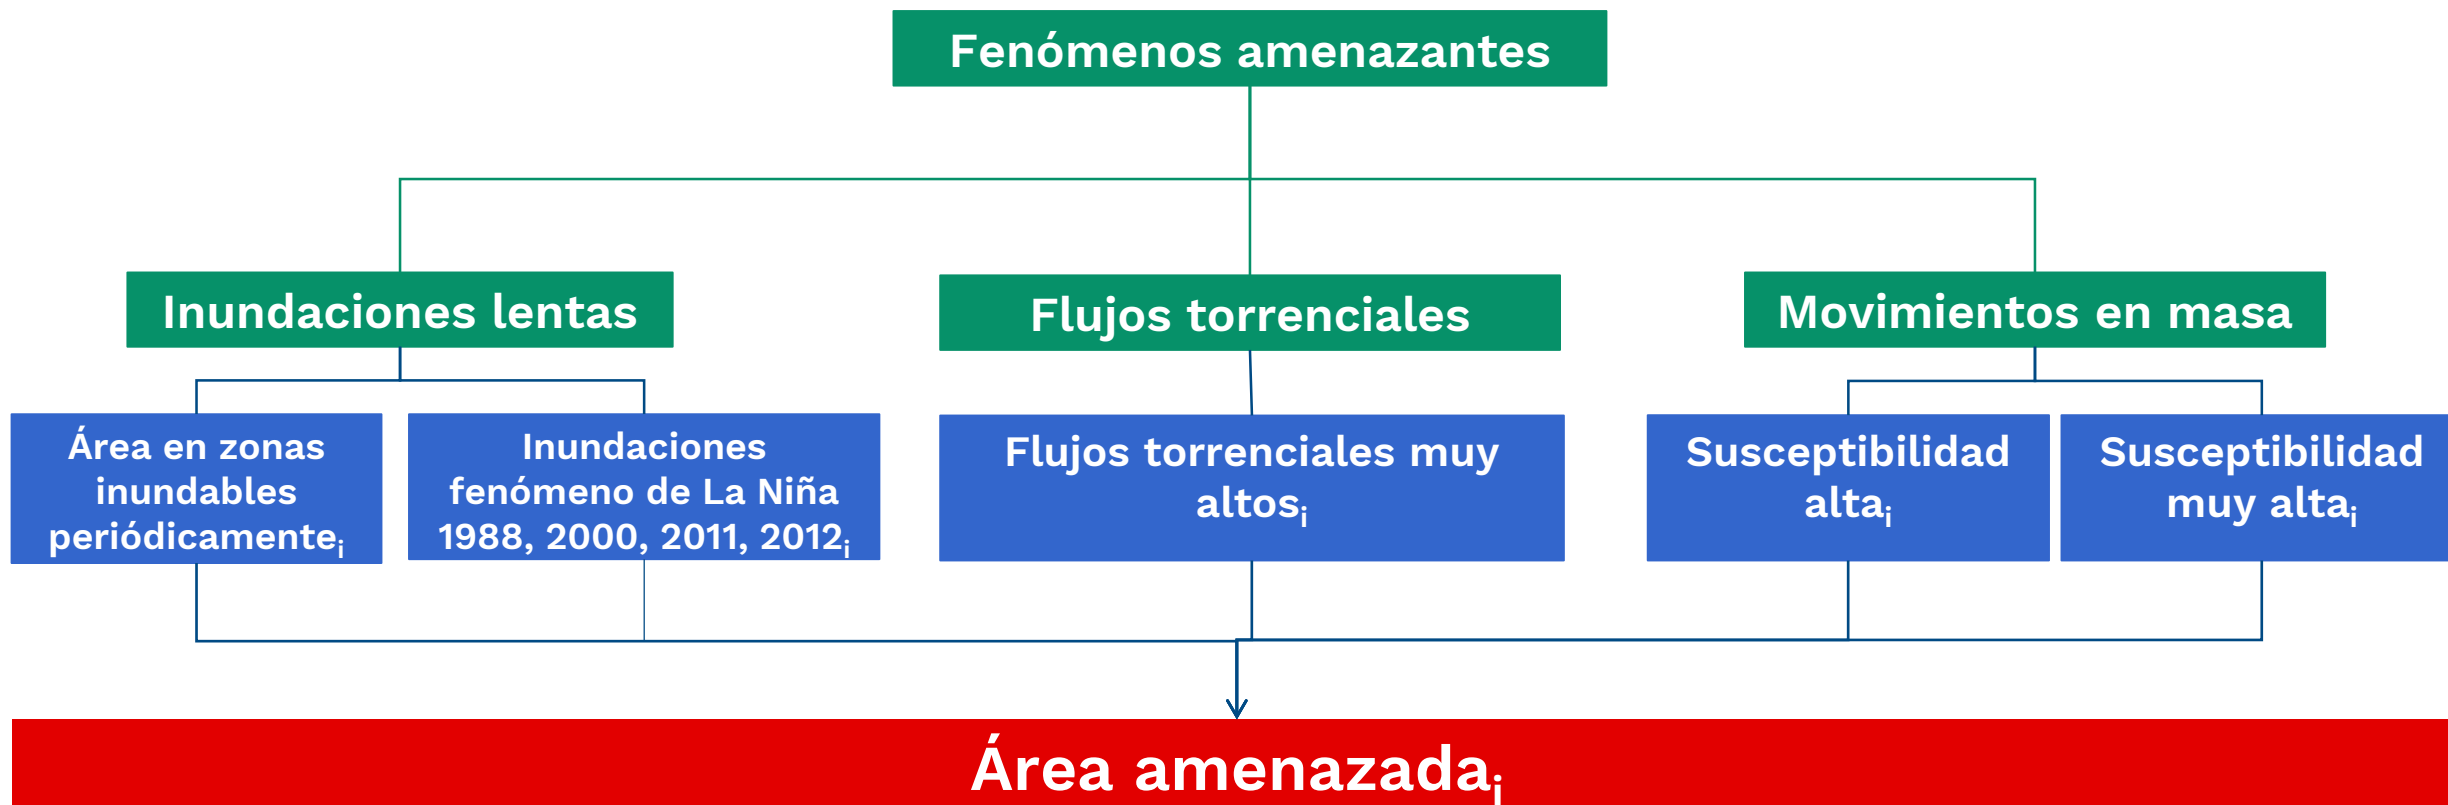 Fenómenos amenazantes
Inundaciones lentas
Flujos torrenciales
Movimientos en masa
Área en zonas
inundables
periódicamenteᵢ
Inundaciones
fenómeno de La Niña
1988, 2000, 2011, 2012ᵢ
Flujos torrenciales muy
altosᵢ
Susceptibilidad
altaᵢ
Susceptibilidad
muy altaᵢ
Área amenazadaᵢ